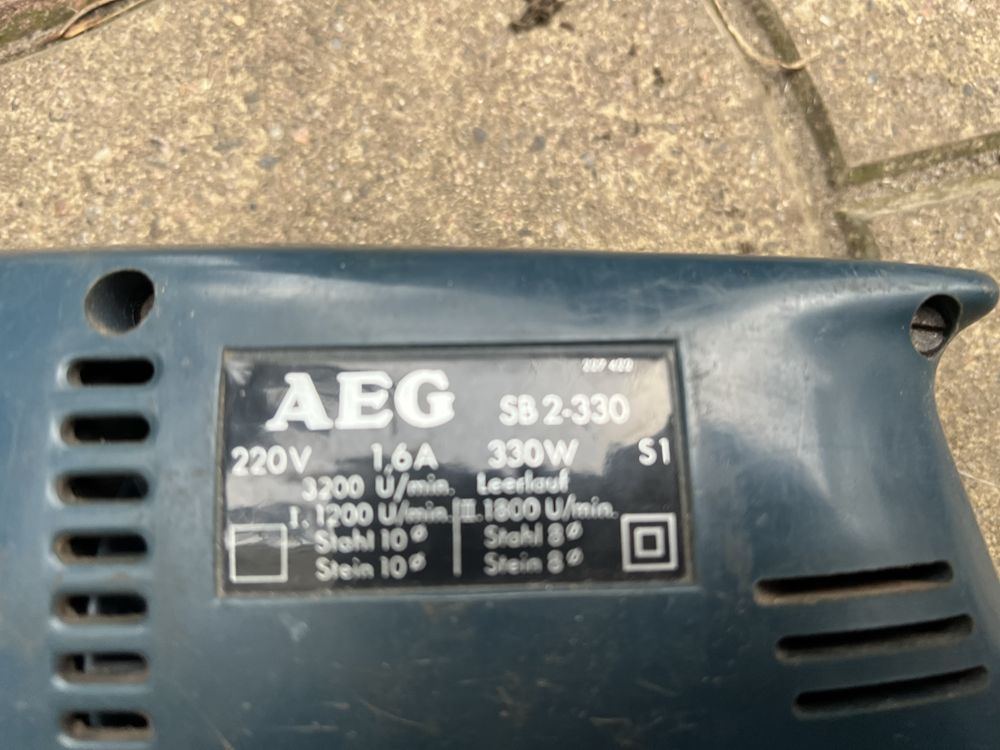 AEG SB 2-330
220V 1,6A 330W S1
3200 U/min. Leerlauf
I. 1200 U/min. II. 1800 U/min.
Stahl 10 ø Stahl 8 ø
Stein 10 ø Stein 8 ø